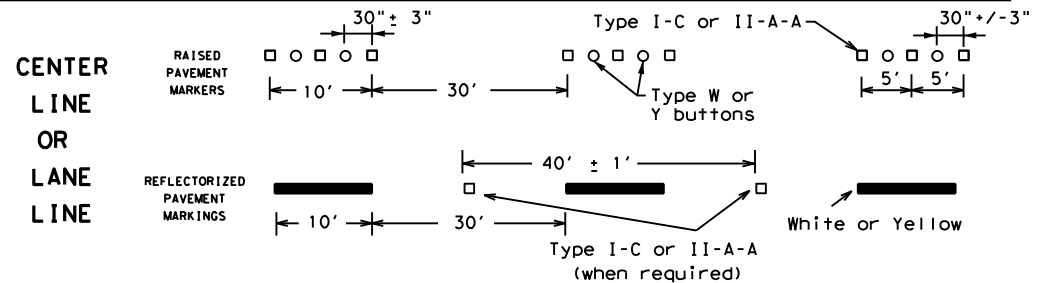 CENTER
LINE
OR
LANE
LINE
RAISED
PAVEMENT
MARKERS
30"± 3"
10'
30'
Type I-C or II-A-A
Type W or
Y buttons
30"+/-3"
5'
5'
REFLECTORIZED
PAVEMENT
MARKINGS
10'
30'
40' ± 1'
Type I-C or II-A-A
(when required)
White or Yellow